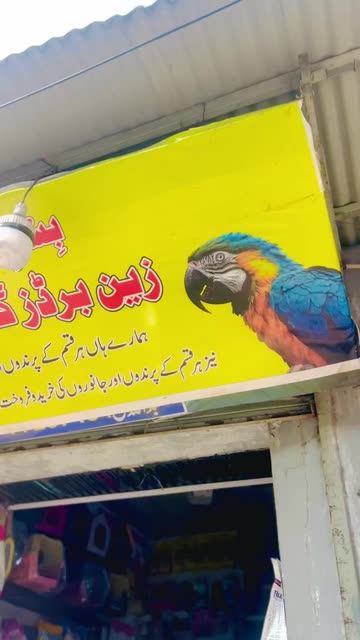 زین برڈز
ہمارے ہاں ہر قسم کے پرندوں
نیز ہر قسم کے پرندوں اور جانوروں کی خرید و فروخت